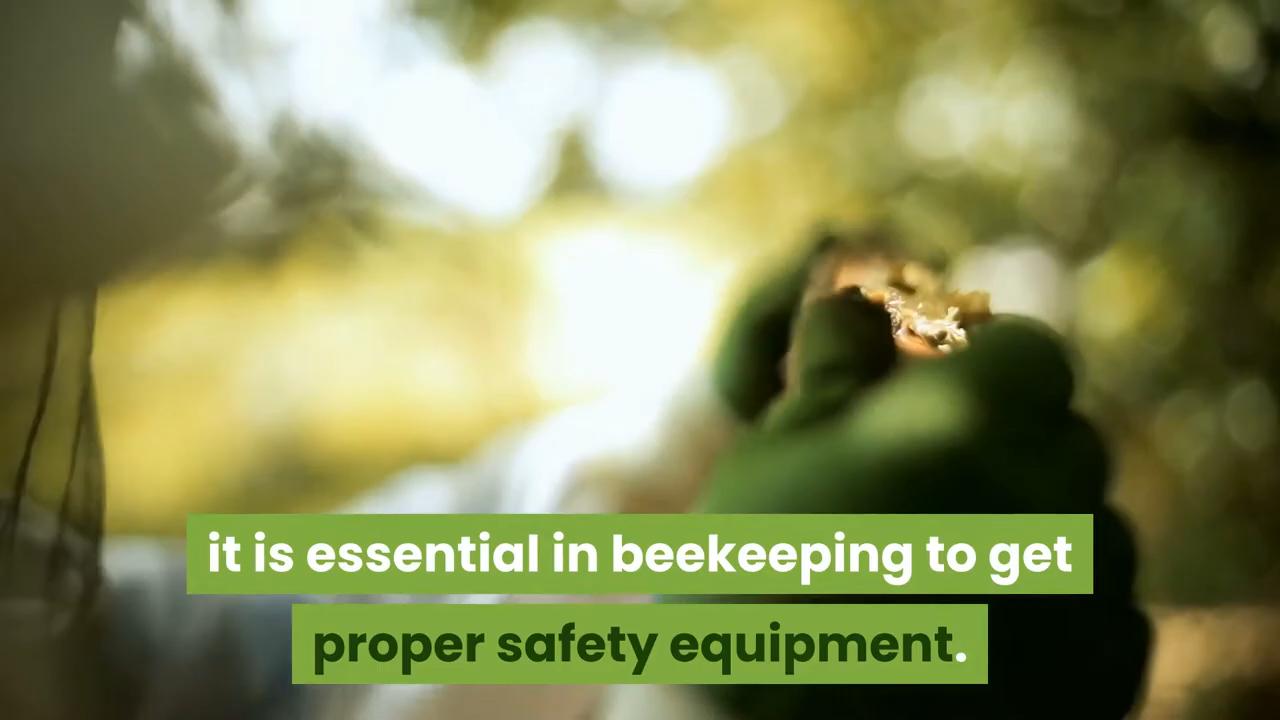 it is essential in beekeeping to get
proper safety equipment.